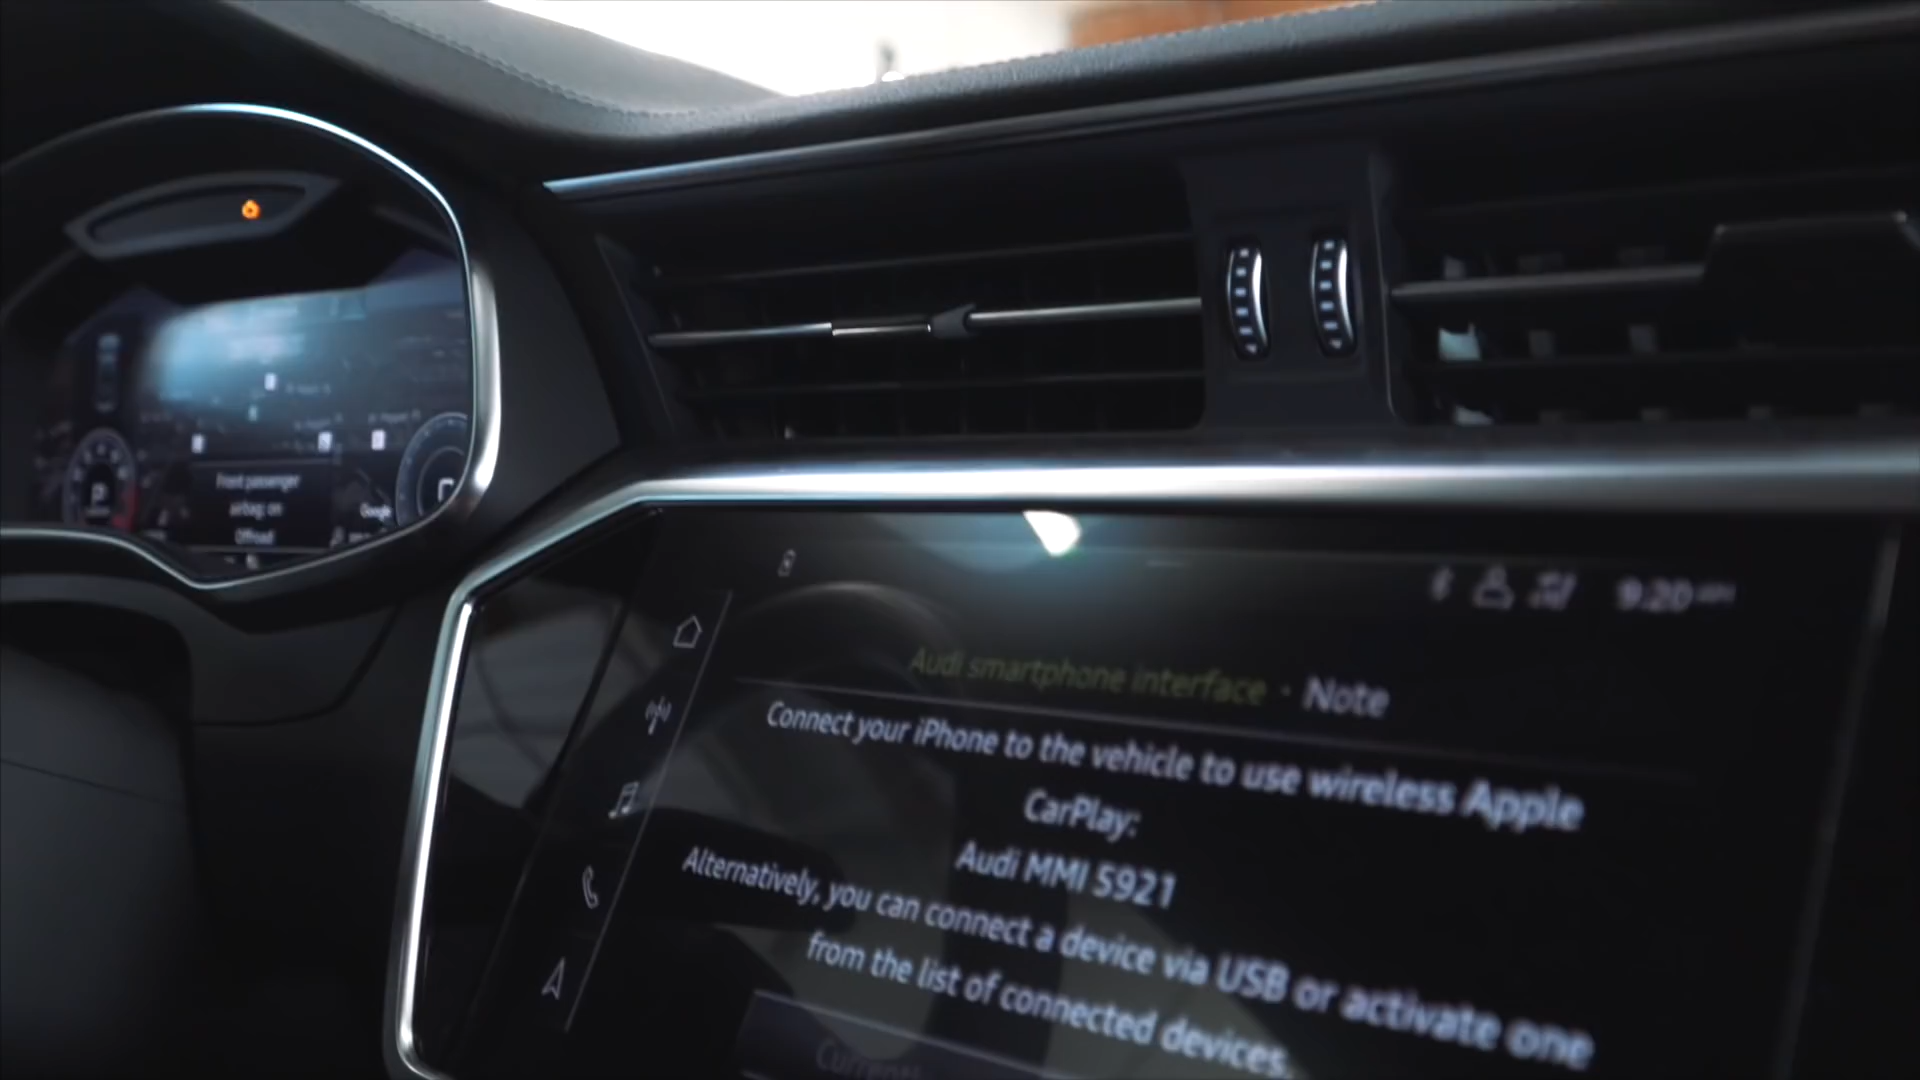 Front passenger
airbag: on
Offroad
Google
9:20
Audi smartphone interface · Note
Connect your iPhone to the vehicle to use wireless Apple
CarPlay:
Audi MMI 5921
Alternatively, you can connect a device via USB or activate one
from the list of connected devices.